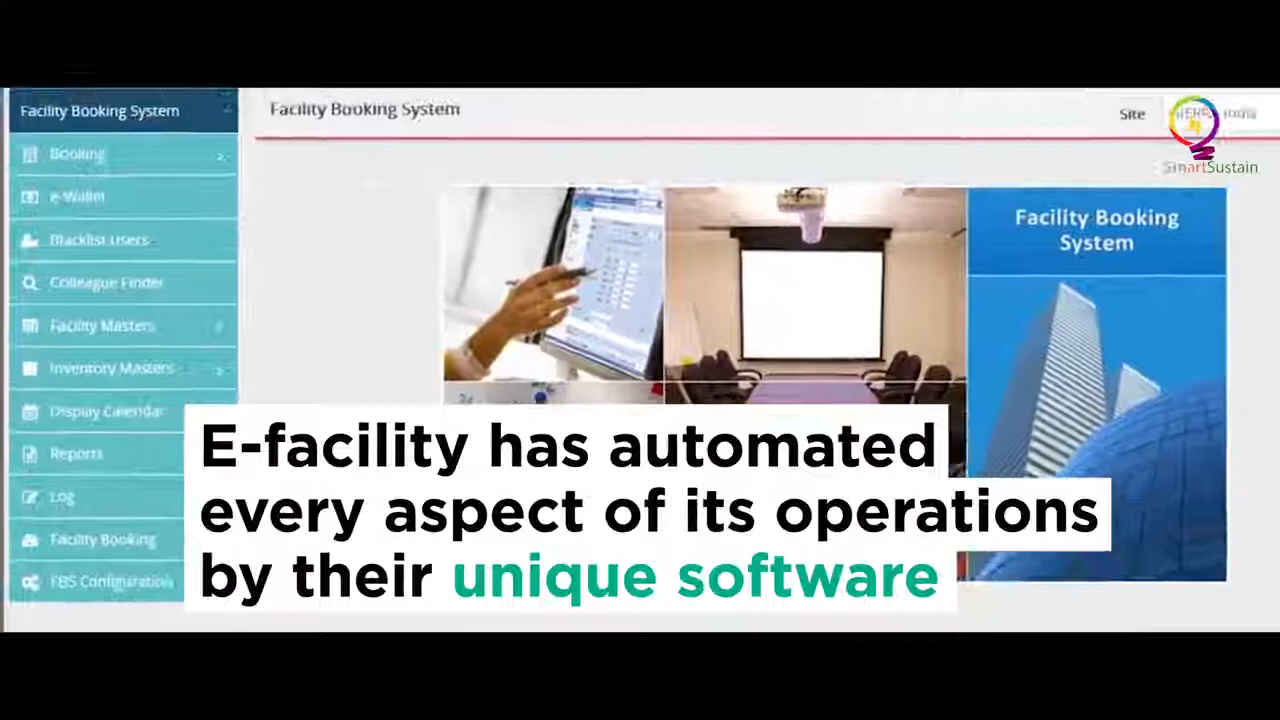 Facility Booking System
Booking
e-Wallet
Blacklist Users
Colleague Finder
Facility Masters
Inventory Masters
Display Calendar
Reports
Log
Facility Booking
FBS Configuration
Facility Booking System
Site
India
SmartSustain
Facility Booking
System
E-facility has automated
every aspect of its operations
by their unique software